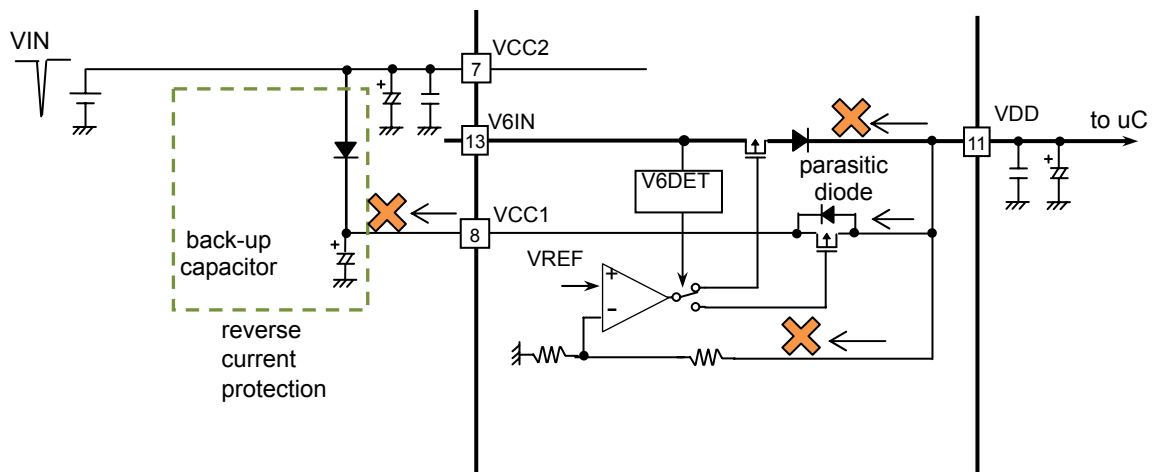 VIN
VCC2
7
V6IN
13
VDD
11
to uC
V6DET
parasitic
diode
VCC1
8
back-up
capacitor
VREF
+
-
reverse
current
protection
+
+
+